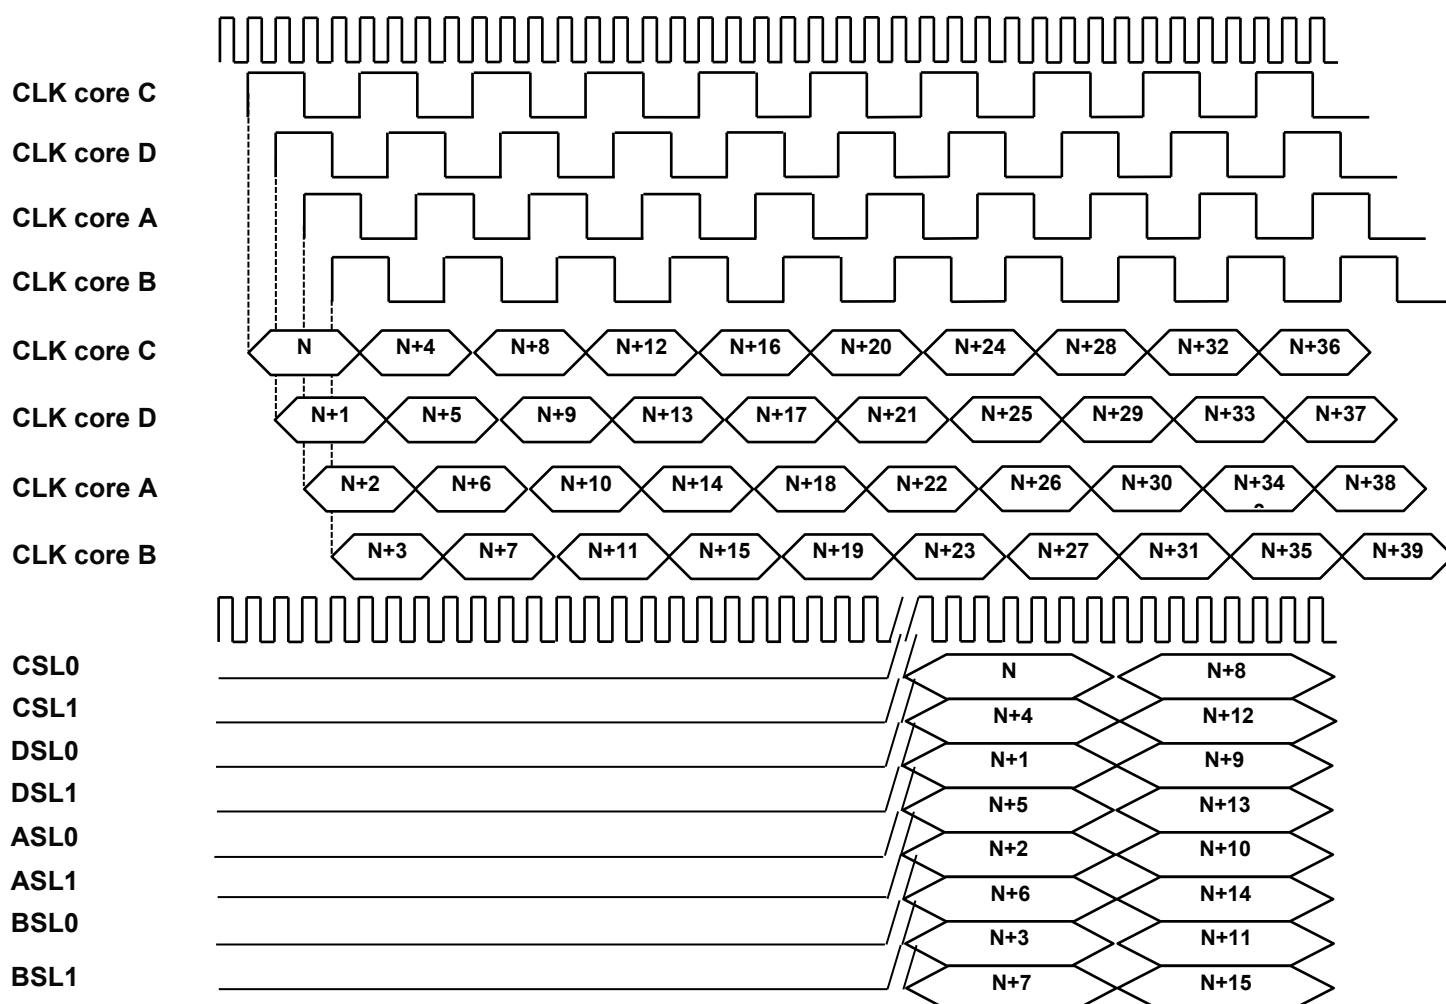 CLK core C
CLK core D
CLK core A
CLK core B
CLK core C N N+4 N+8 N+12 N+16 N+20 N+24 N+28 N+32 N+36
CLK core D N+1 N+5 N+9 N+13 N+17 N+21 N+25 N+29 N+33 N+37
CLK core A N+2 N+6 N+10 N+14 N+18 N+22 N+26 N+30 N+34 N+38
CLK core B N+3 N+7 N+11 N+15 N+19 N+23 N+27 N+31 N+35 N+39
CSL0 N N+8
CSL1 N+4 N+12
DSL0 N+1 N+9
DSL1 N+5 N+13
ASL0 N+2 N+10
ASL1 N+6 N+14
BSL0 N+3 N+11
BSL1 N+7 N+15